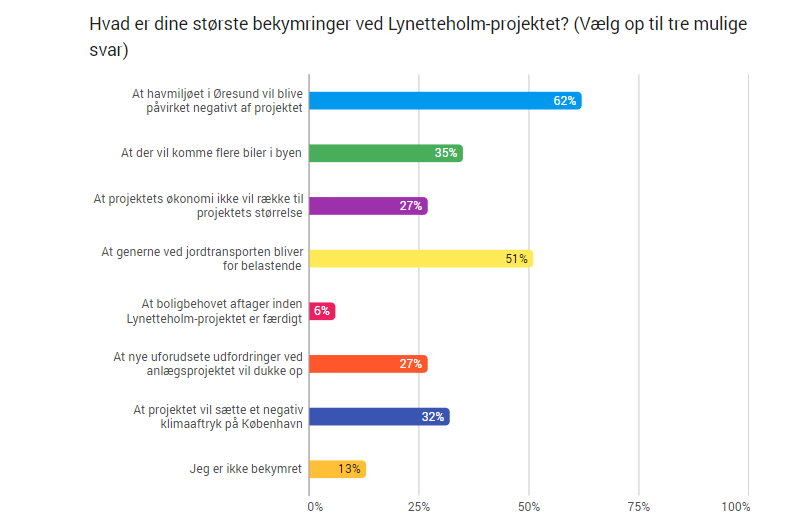 Hvad er dine største bekymringer ved Lynetteholm-projektet? (Vælg op til tre mulige
svar)
At havmiljøet i Øresund vil blive
påvirket negativt af projektet
62%
At der vil komme flere biler i byen
35%
At projektets økonomi ikke vil række til
projektets størrelse
27%
At generne ved jordtransporten bliver
for belastende
51%
At boligbehovet aftager inden
Lynetteholm-projektet er færdigt
6%
At nye uforudsete udfordringer ved
anlægsprojektet vil dukke op
27%
At projektet vil sætte et negativ
klimaaftryk på København
32%
Jeg er ikke bekymret
13%
0% 25% 50% 75% 100%